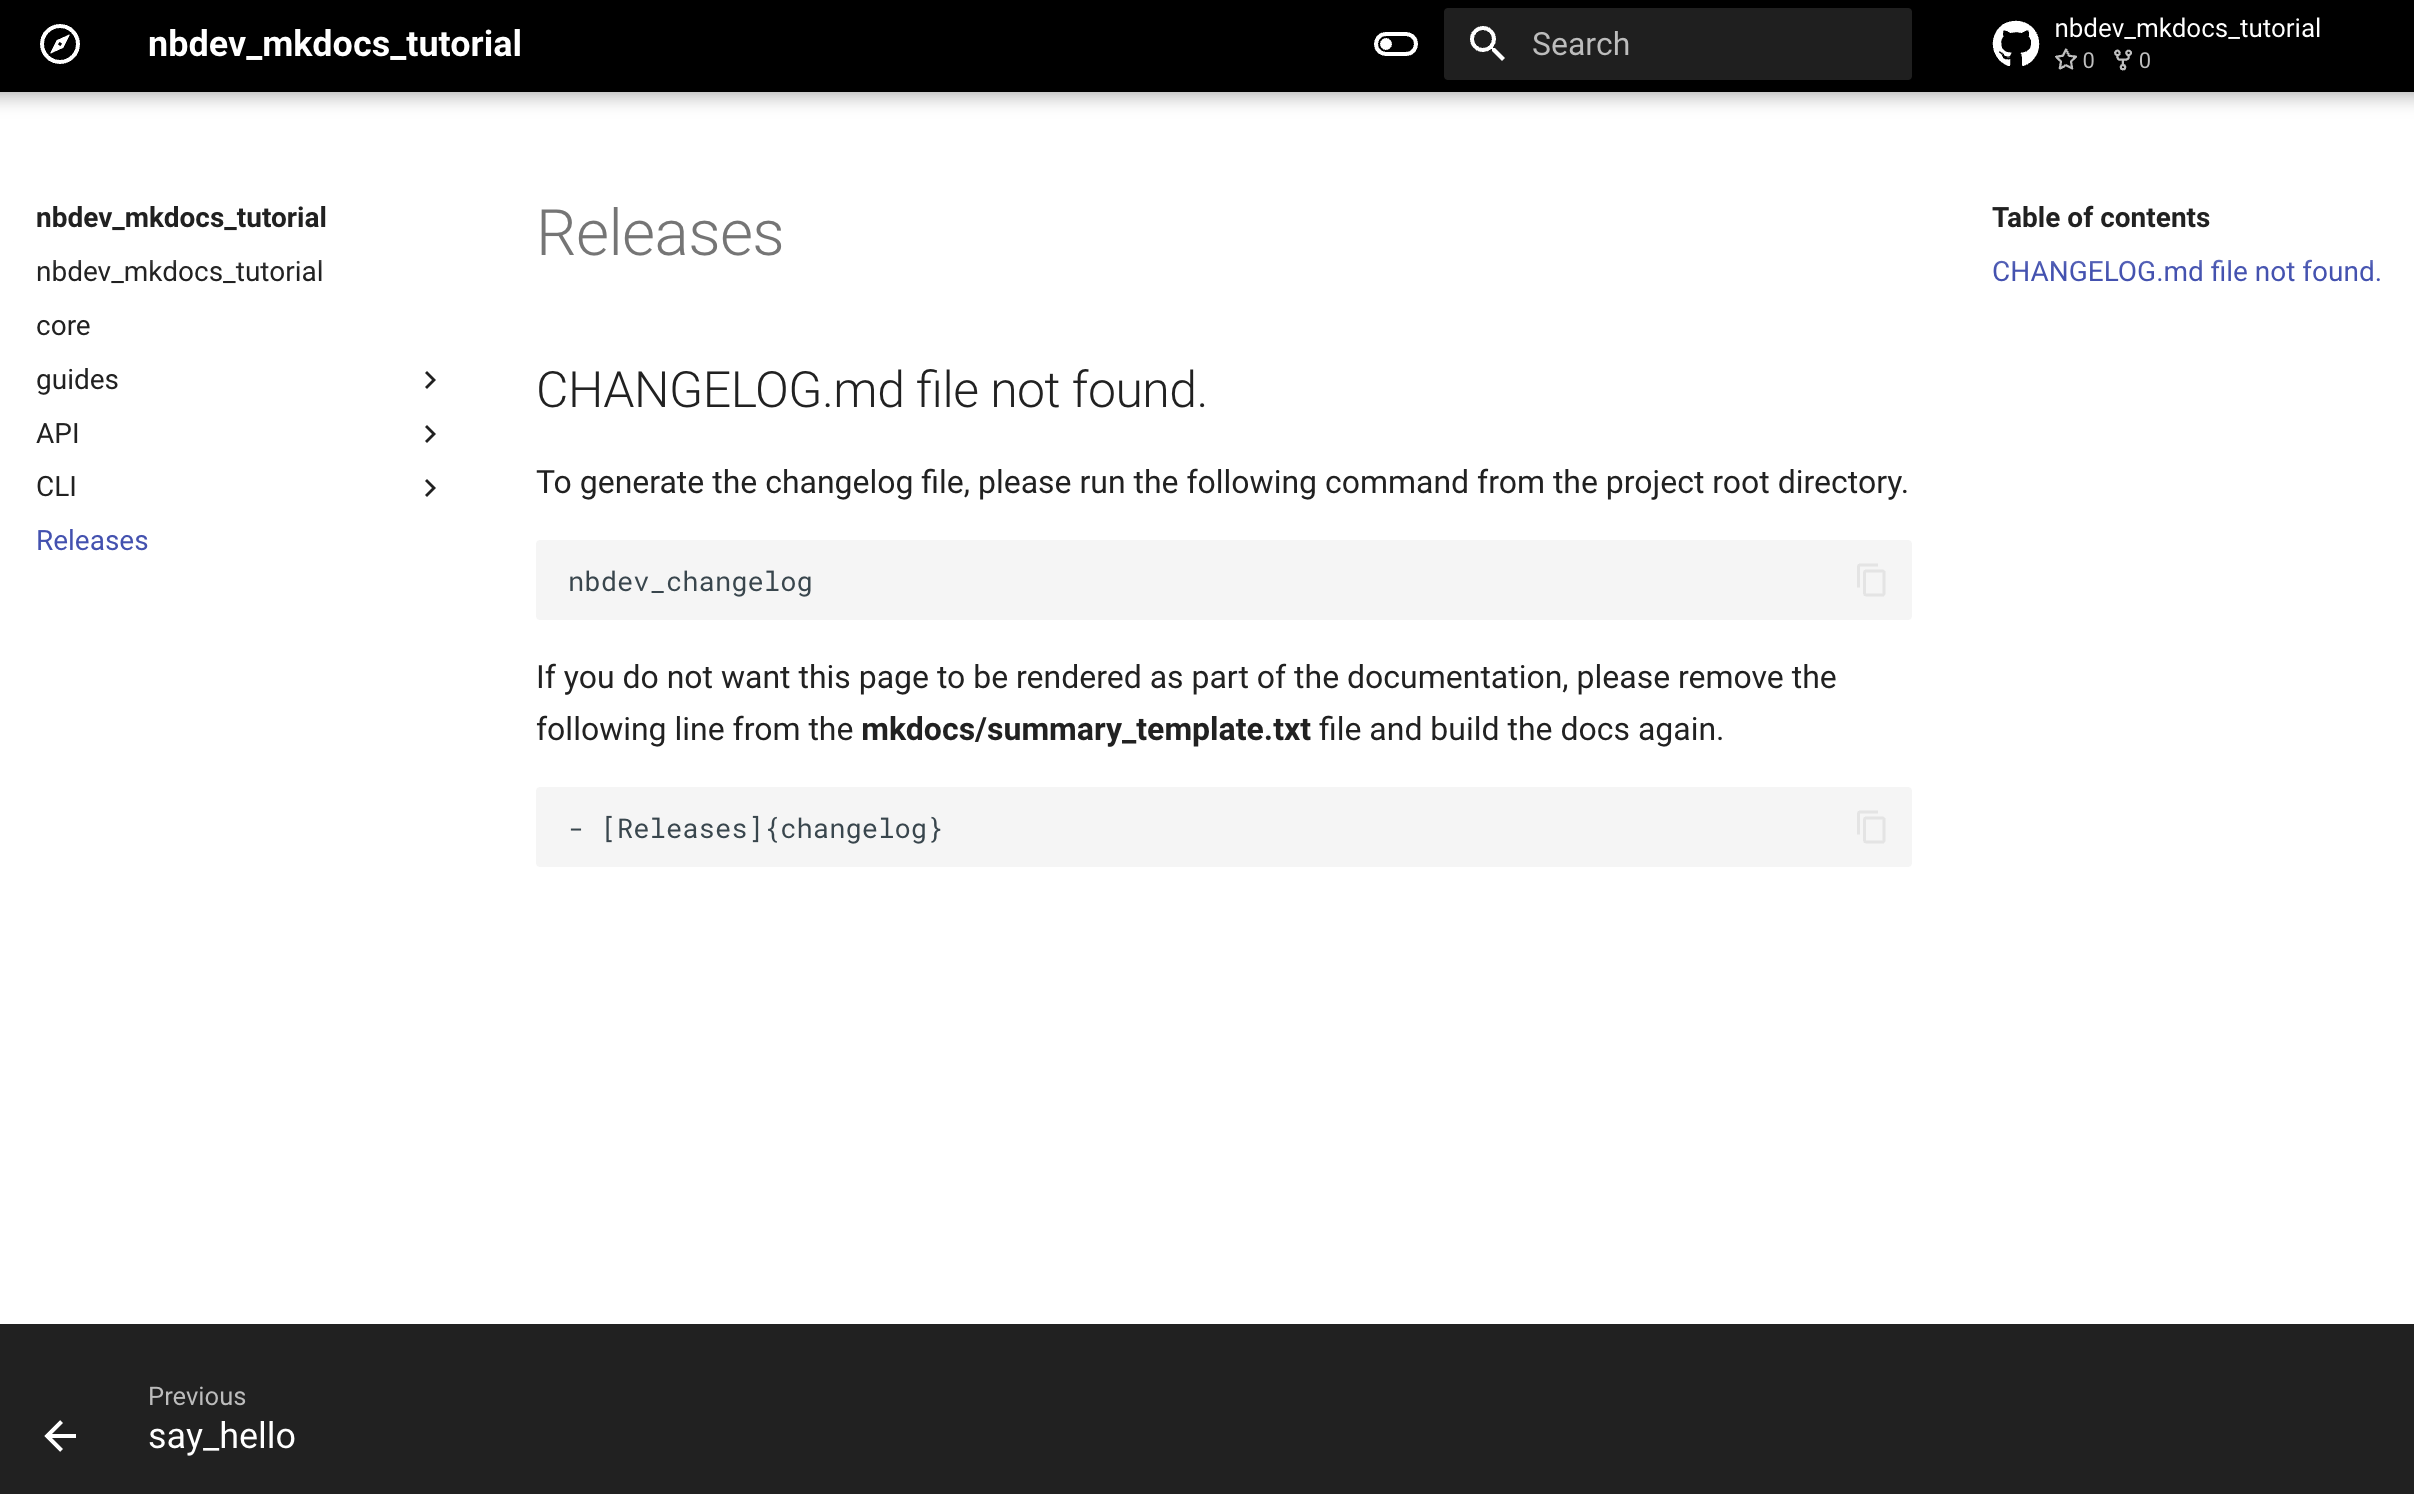 nbdev_mkdocs_tutorial
Search
nbdev_mkdocs_tutorial
0 0
nbdev_mkdocs_tutorial
nbdev_mkdocs_tutorial
core
guides
API
CLI
Releases
Releases
CHANGELOG.md file not found.
To generate the changelog file, please run the following command from the project root directory.
nbdev_changelog
If you do not want this page to be rendered as part of the documentation, please remove the
following line from the mkdocs/summary_template.txt file and build the docs again.
- [Releases]{changelog}
Table of contents
CHANGELOG.md file not found.
Previous
say_hello